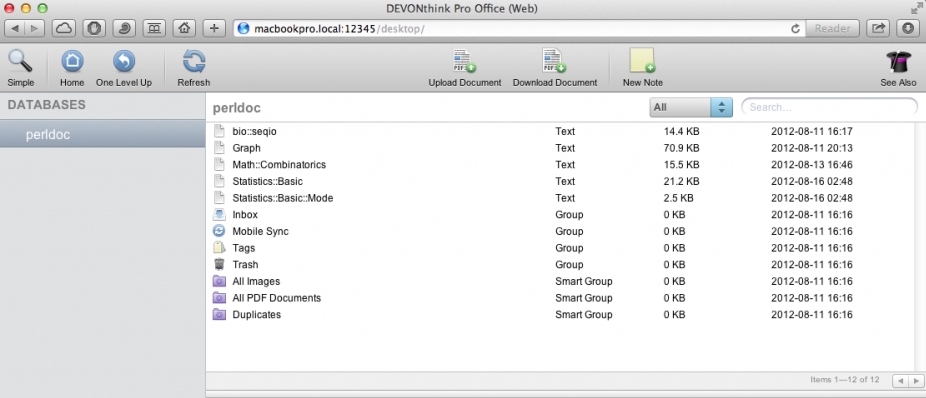 DEVONthink Pro Office (Web)
macbookpro.local:12345/desktop/ Reader
Simple Home One Level Up Refresh Upload Document Download Document New Note See Also
DATABASES
perldoc
perldoc All Search...
bio::seqio Text 14.4 KB 2012-08-11 16:17
Graph Text 70.9 KB 2012-08-11 20:13
Math::Combinatorics Text 15.5 KB 2012-08-13 16:46
Statistics::Basic Text 21.2 KB 2012-08-16 02:48
Statistics::Basic::Mode Text 2.5 KB 2012-08-16 02:48
Inbox Group 0 KB 2012-08-11 16:16
Mobile Sync Group 0 KB 2012-08-11 16:16
Tags Group 0 KB 2012-08-11 16:16
Trash Group 0 KB 2012-08-11 16:16
All Images Smart Group 0 KB 2012-08-11 16:16
All PDF Documents Smart Group 0 KB 2012-08-11 16:16
Duplicates Smart Group 0 KB 2012-08-11 16:16
Items 1—12 of 12